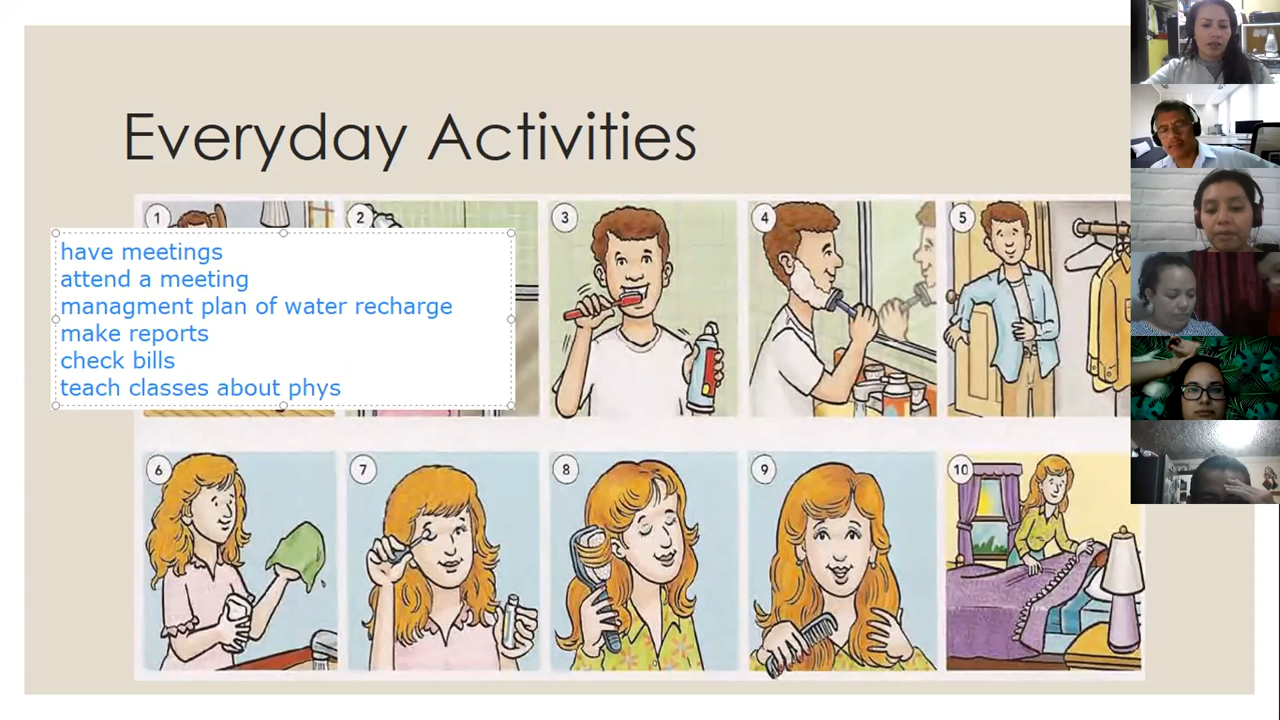 Everyday Activities
1
2
3
4
5
have meetings
attend a meeting
managment plan of water recharge
make reports
check bills
teach classes about phys
6
7
8
9
10